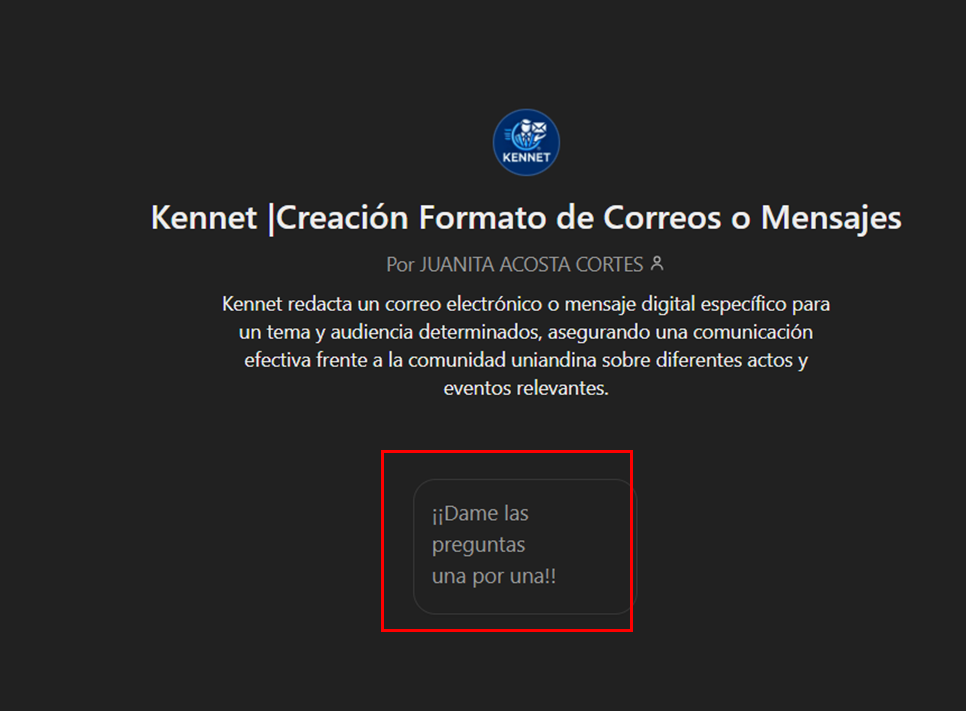 KENNET
Kennet |Creación Formato de Correos o Mensajes
Por JUANITA ACOSTA CORTES
Kennet redacta un correo electrónico o mensaje digital específico para
un tema y audiencia determinados, asegurando una comunicación
efectiva frente a la comunidad uniandina sobre diferentes actos y
eventos relevantes.
¡¡Dame las
preguntas
una por una!!